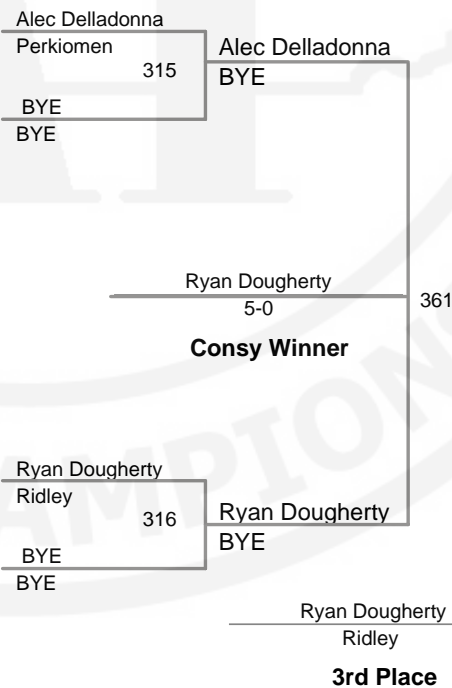 Alec Delladonna
Perkiomen
315
BYE
BYE
Alec Delladonna
BYE
Ryan Dougherty
5-0
Consy Winner
361
Ryan Dougherty
Ridley
316
BYE
BYE
Ryan Dougherty
BYE
Ryan Dougherty
Ridley
3rd Place